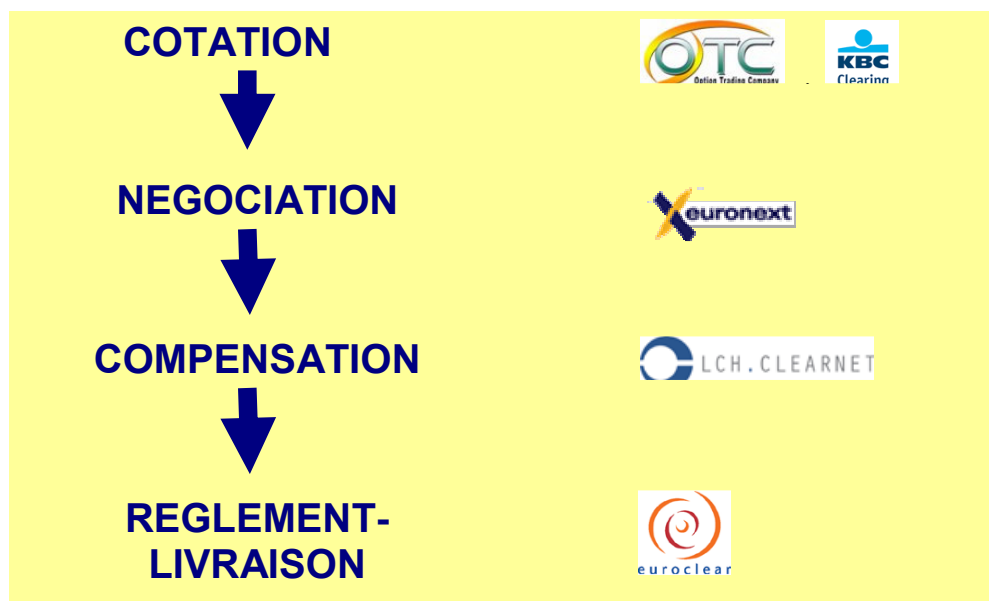 COTATION
OTC
Option Trading Company
KBC
Clearing
NEGOCIATION
euronext
COMPENSATION
LCH.CLEARNET
REGLEMENT-
LIVRAISON
euroclear